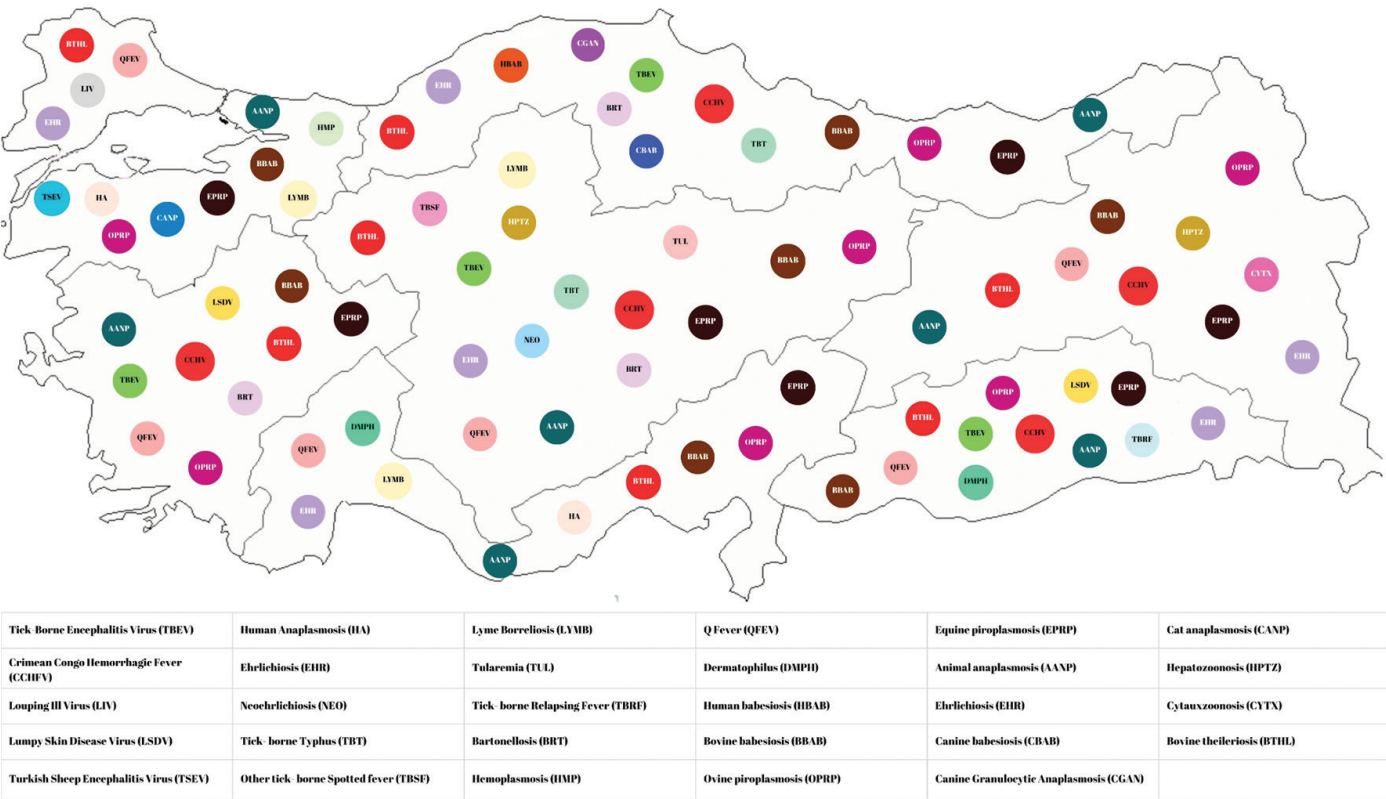 CGAN
BTHL
QFEV
HBAB
TBEV
EHR
LIV
CCHV
BRT
AANP
AANP
EHR
HMP
BTHL
BBAB
OPRP
TBT
CBAB
EPRP
BBAB
LYMB
OPRP
TSEV
HA
EPRP
LYMB
TBSF
CANP
BBAB
HPTZ
HPTZ
OPRP
BTHL
TUL
OPRP
TBEV
BBAB
QFEV
CYTX
BBAB
TBT
BTHL
CCHV
LSDV
CCHV
EPRP
EPRP
EPRP
AANP
AANP
NEO
BTHL
CCHV
EHR
BRT
EHR
TBEV
EPRP
LSDV
EPRP
OPRP
BRT
BTHL
EHR
DMPH
AANP
QFEV
TBEV
CCHV
QFEV
OPRP
TBRF
QFEV
AANP
BBAB
OPRP
QFEV
LYMB
BTHL
DMPH
BBAB
EHR
HA
AANP
Tick-Borne Encephalitis Virus (TBEV) Human Anaplasmosis (HA) Lyme Borreliosis (LYMB) Q Fever (QFEV) Equine piroplasmosis (EPRP) Cat anaplasmosis (CANP)
Crimean Congo Hemorrhagic Fever
(CCHFV) Ehrlichiosis (EHR) Tularemia (TUL) Dermatophilus (DMPH) Animal anaplasmosis (AANP) Hepatozoonosis (HPTZ)
Louping Ill Virus (LIV) Neoehrlichiosis (NEO) Tick- borne Relapsing Fever (TBRF) Human babesiosis (HBAB) Ehrlichiosis (EHR) Cytauxzoonosis (CYTX)
Lumpy Skin Disease Virus (LSDV) Tick- borne Typhus (TBT) Bartonellosis (BRT) Bovine babesiosis (BBAB) Canine babesiosis (CBAB) Bovine theileriosis (BTHL)
Turkish Sheep Encephalitis Virus (TSEV) Other tick- borne Spotted fever (TBSF) Hemoplasmosis (HMP) Ovine piroplasmosis (OPRP) Canine Granulocytic Anaplasmosis (CGAN)